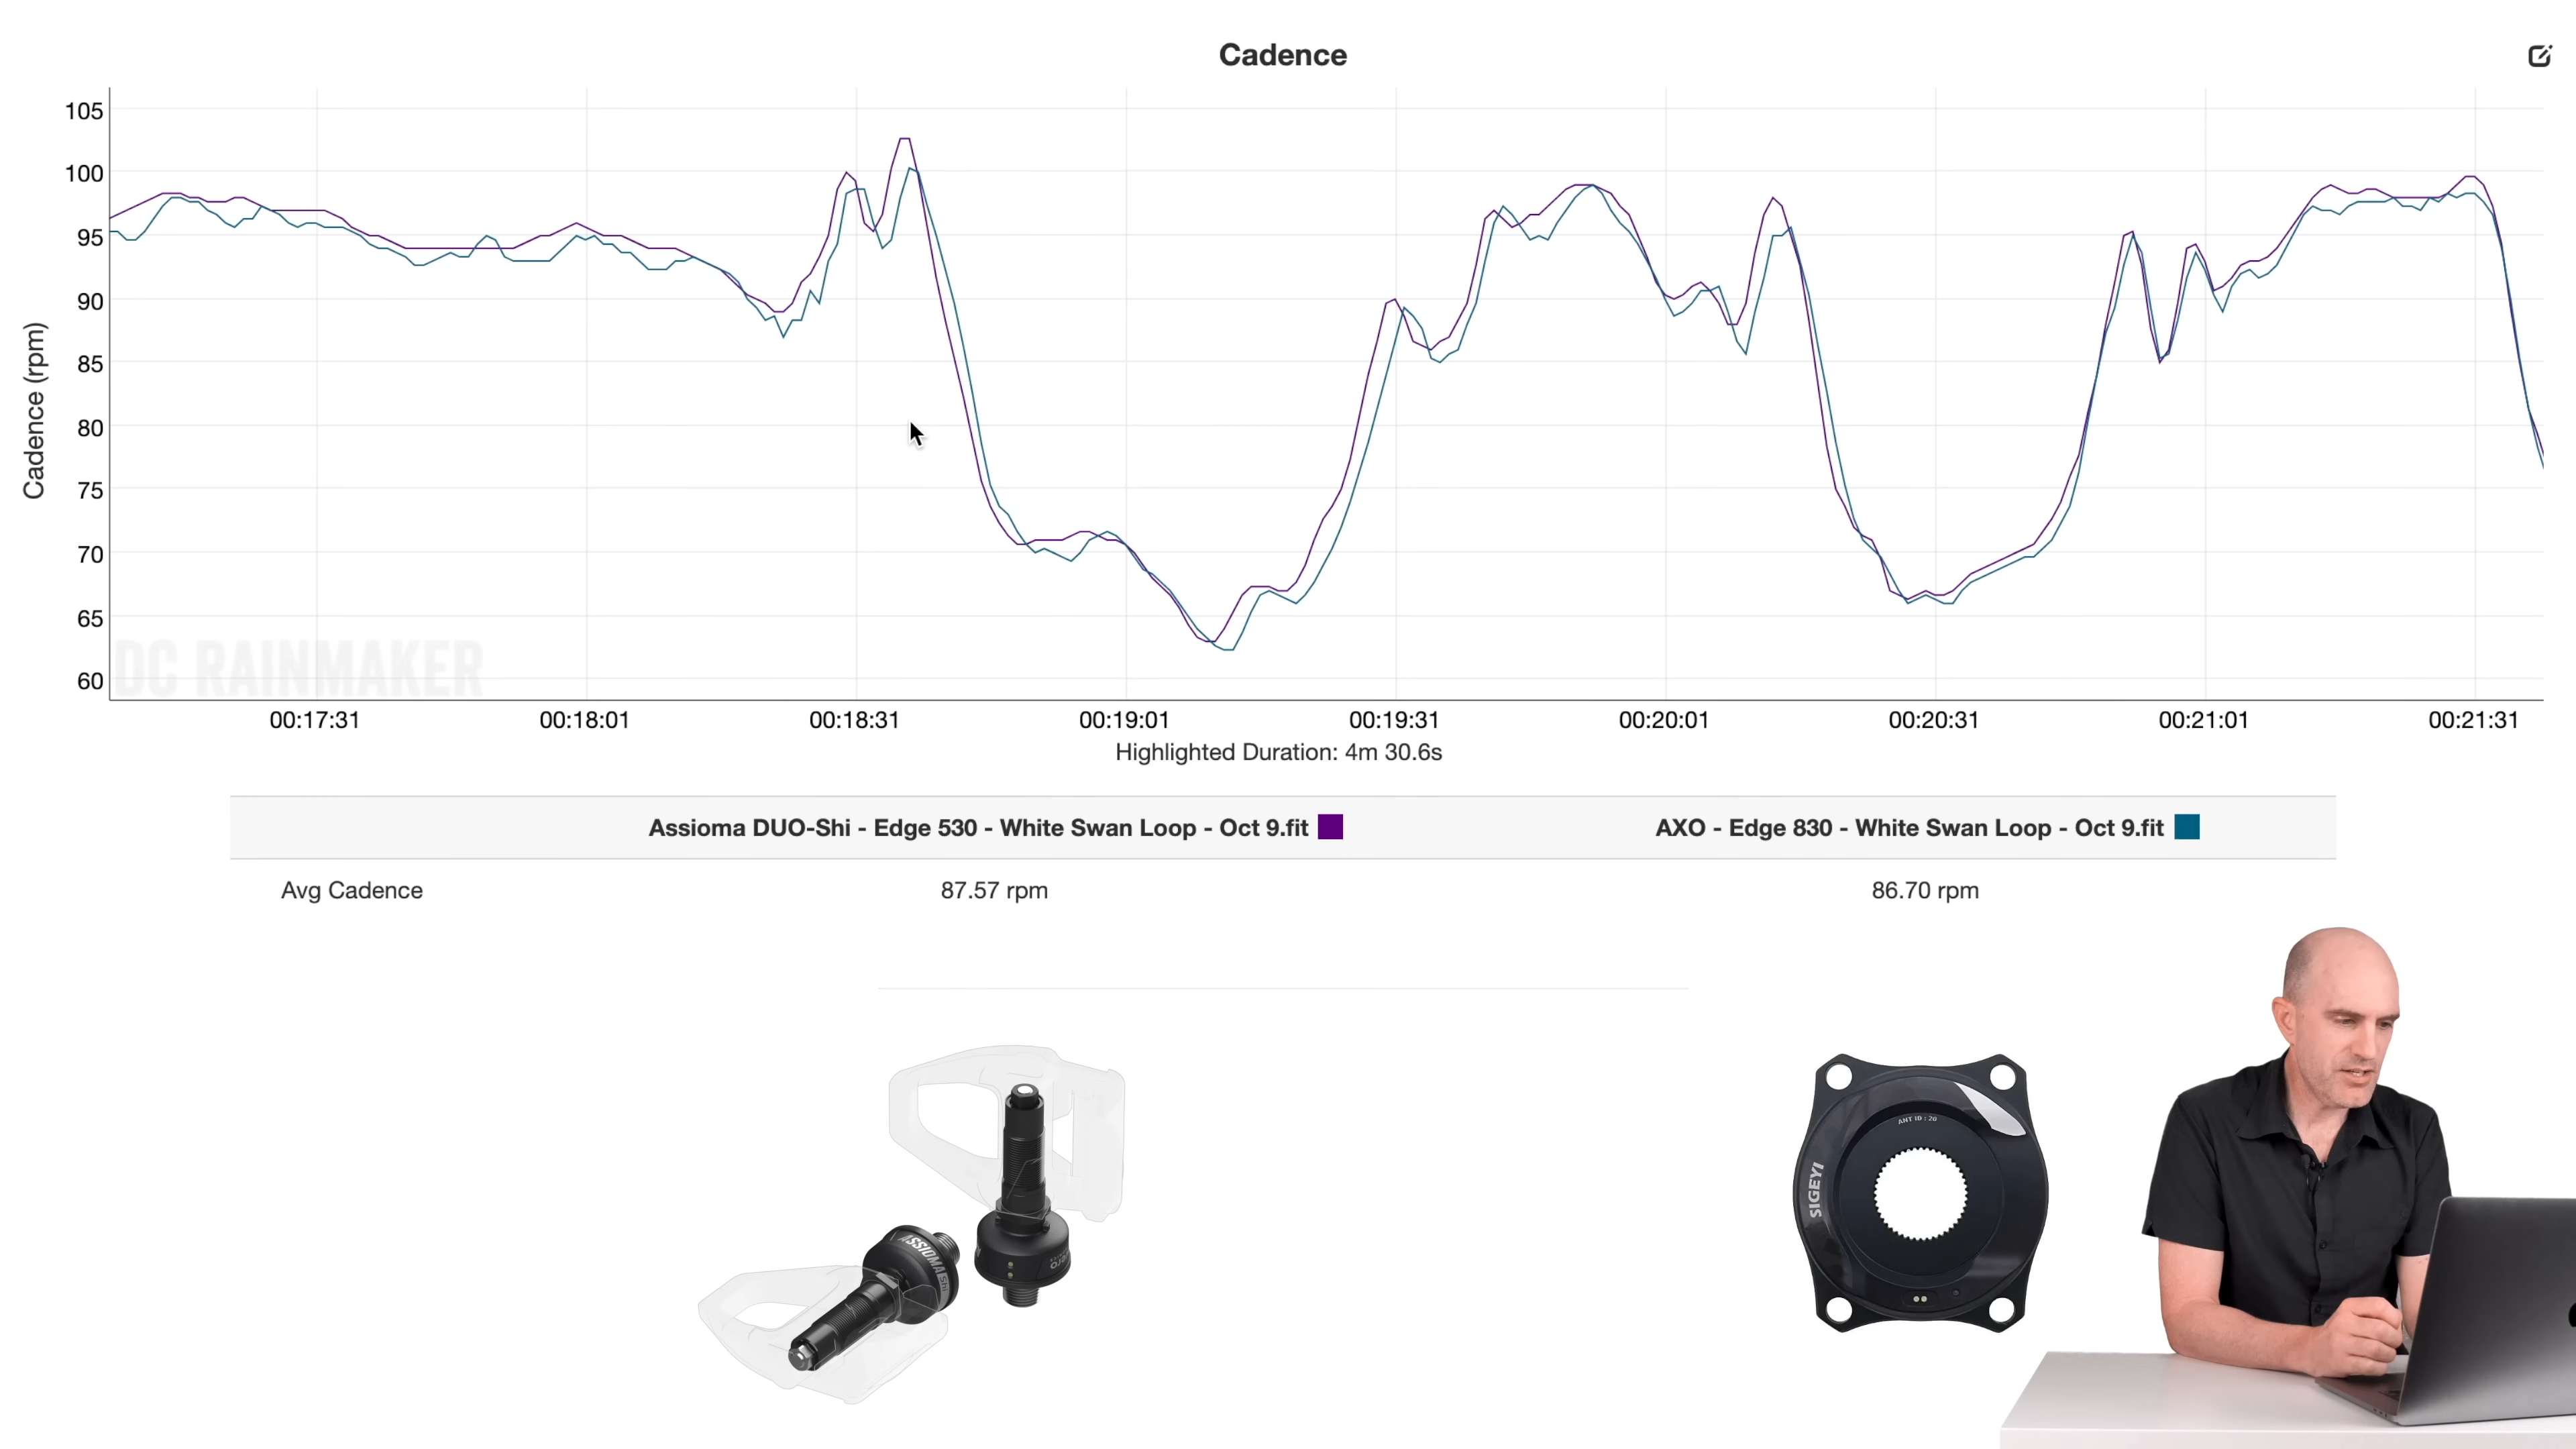 Cadence
105
100
95
90
85
80
75
70
65
60
Cadence (rpm)
DC RAINMAKER
00:17:31 00:18:01 00:18:31 00:19:01 00:19:31 00:20:01 00:20:31 00:21:01 00:21:31
Highlighted Duration: 4m 30.6s
Assioma DUO-Shi - Edge 530 - White Swan Loop - Oct 9.fit AXO - Edge 830 - White Swan Loop - Oct 9.fit
Avg Cadence 87.57 rpm 86.70 rpm
ANT ID : 20
SIGEYI
ASSIOMA